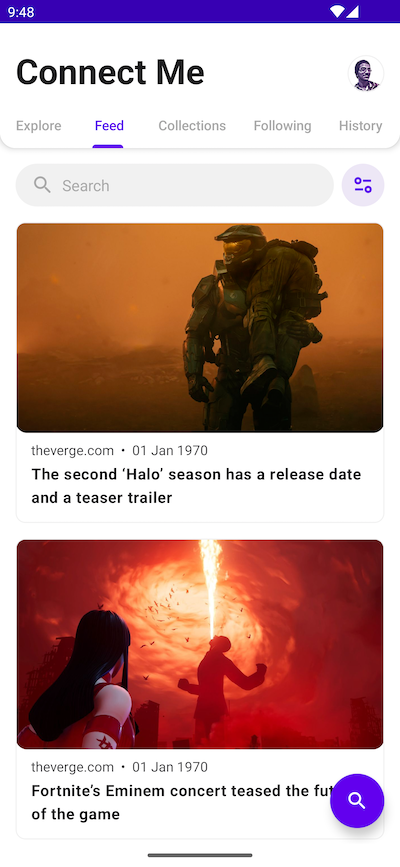 9:48
Connect Me
Explore Feed Collections Following History
Search
theverge.com • 01 Jan 1970
The second ‘Halo’ season has a release date
and a teaser trailer
theverge.com • 01 Jan 1970
Fortnite’s Eminem concert teased the fut
of the game